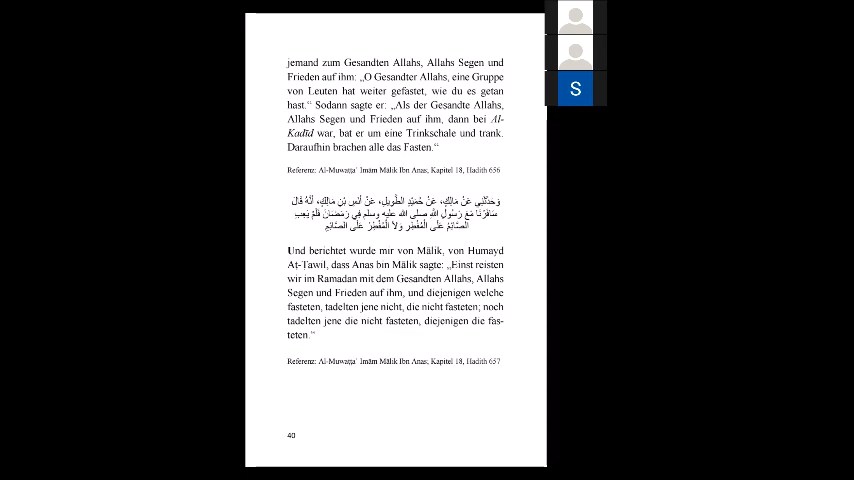 jemand zum Gesandten Allahs, Allahs Segen und
Frieden auf ihm: „O Gesandter Allahs, eine Gruppe
von Leuten hat weiter gefastet, wie du es getan
hast.“ Sodann sagte er: „Als der Gesandte Allahs,
Allahs Segen und Frieden auf ihm, dann bei Al-
Kadīd war, bat er um eine Trinkschale und trank.
Daraufhin brachen alle das Fasten.“
Referenz: Al-Muwaṭṭaʾ Imām Mālik Ibn Anas, Kapitel 18, Hadith 656
وَحَدَّثَنِي عَنْ مَالِكٍ، عَنْ حُمَيْدٍ الطَّوِيلِ، عَنْ أَنَسِ بْنِ مَالِكٍ، أَنَّهُ قَالَ
سَافَرْنَا مَعَ رَسُولِ اللَّهِ صلى الله عليه وسلم فِي رَمَضَانَ فَلَمْ يَعِبِ
الصَّائِمُ عَلَى الْمُفْطِرِ وَلاَ الْمُفْطِرُ عَلَى الصَّائِمِ
Und berichtet wurde mir von Mālik, von Humayd
Aṭ-Tawil, dass Anas bin Mālik sagte: „Einst reisten
wir im Ramadan mit dem Gesandten Allahs, Allahs
Segen und Frieden auf ihm, und diejenigen welche
fasteten, tadelten jene nicht, die nicht fasteten; noch
tadelten jene die nicht fasteten, diejenigen die fas-
teten.“
Referenz: Al-Muwaṭṭaʾ Imām Mālik Ibn Anas, Kapitel 18, Hadith 657
40
S